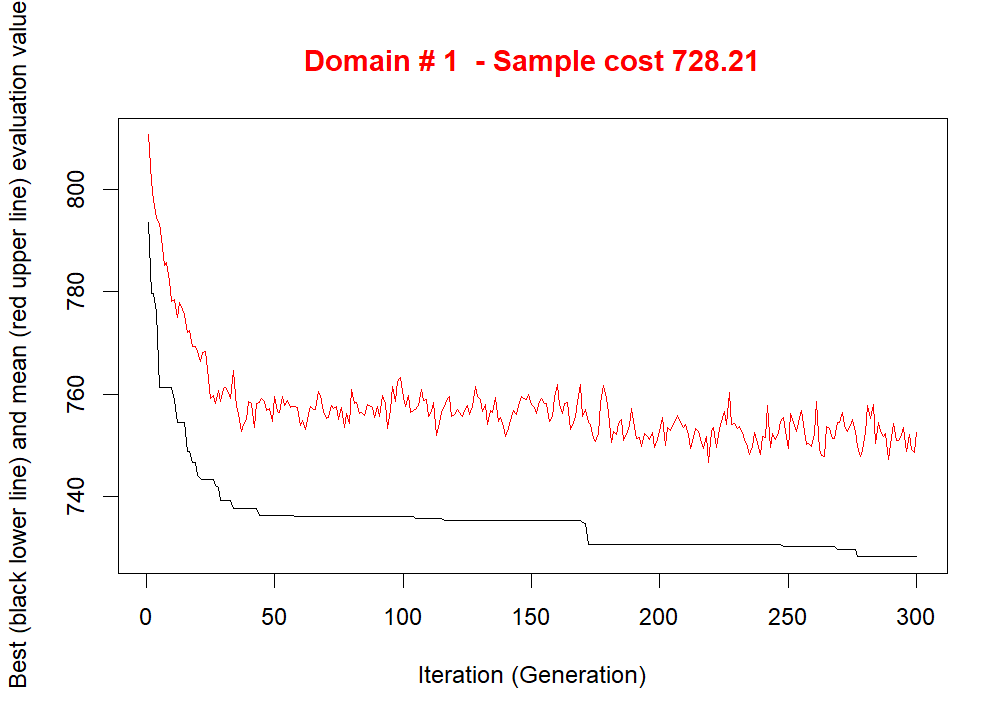 Domain # 1  - Sample cost 728.21
Best (black lower line) and mean (red upper line) evaluation value
800
780
760
740
0 50 100 150 200 250 300
Iteration (Generation)